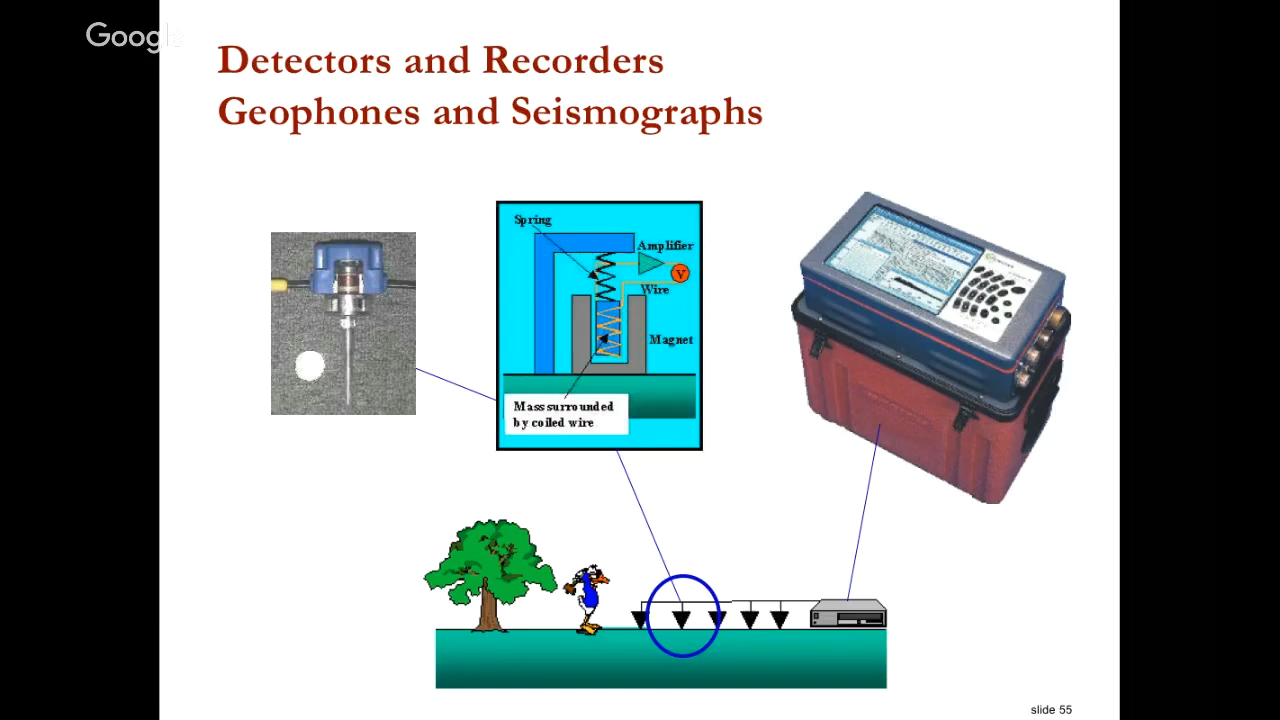 Google
Detectors and Recorders
Geophones and Seismographs
Spring
Amplifier
V
Wire
Magnet
Mass surrounded
by coiled wire
slide 55